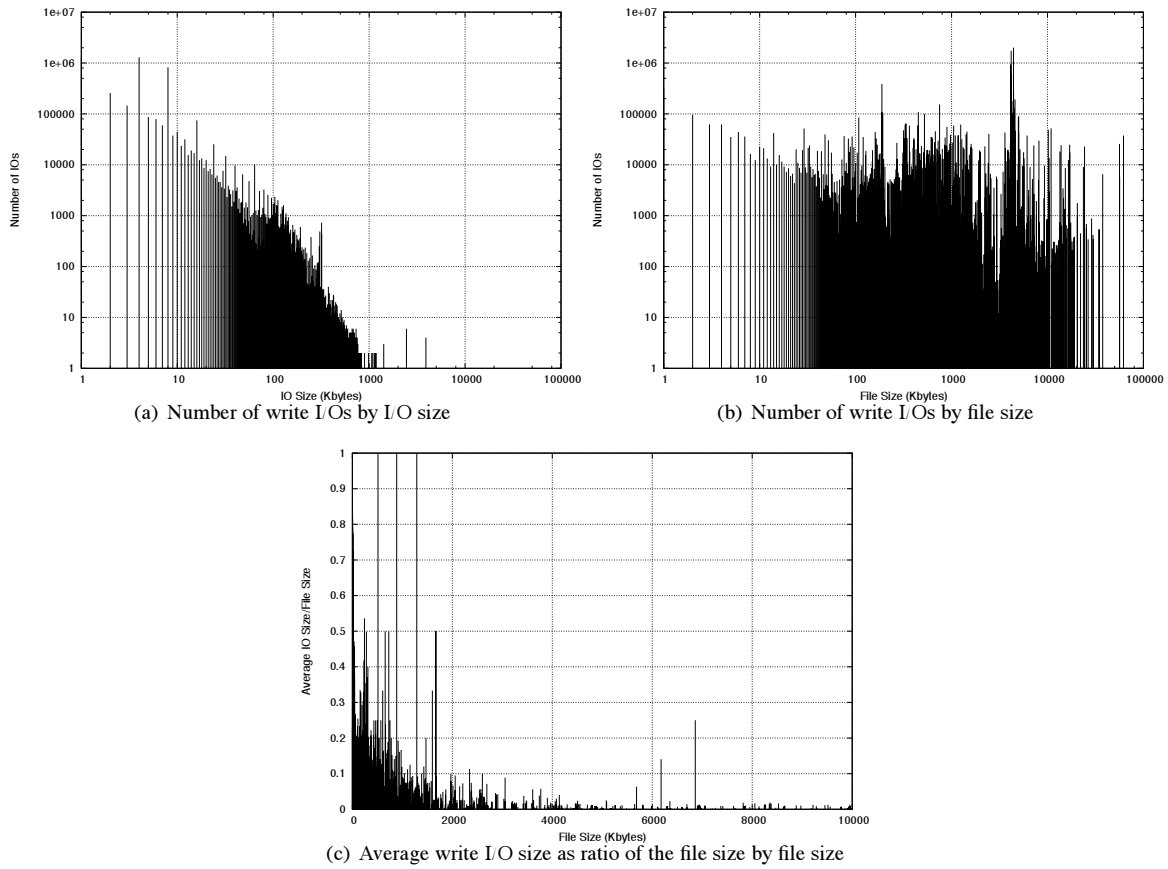 1e+07
1e+06
100000
10000
1000
100
10
1
Number of IOs
1 10 100 1000 10000 100000
IO Size (Kbytes)
(a) Number of write I/Os by I/O size
1e+07
1e+06
100000
10000
1000
100
10
1
Number of IOs
1 10 100 1000 10000 100000
File Size (Kbytes)
(b) Number of write I/Os by file size
1
0.9
0.8
0.7
0.6
0.5
0.4
0.3
0.2
0.1
0
Average IO Size/File Size
0 2000 4000 6000 8000 10000
File Size (Kbytes)
(c) Average write I/O size as ratio of the file size by file size